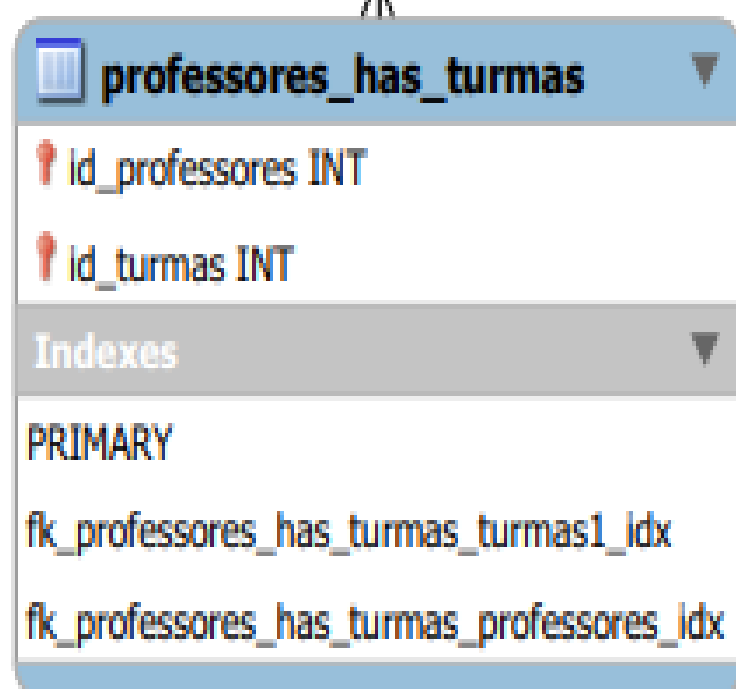 professores_has_turmas
id_professores INT
id_turmas INT
Indexes
PRIMARY
fk_professores_has_turmas_turmas1_idx
fk_professores_has_turmas_professores_idx